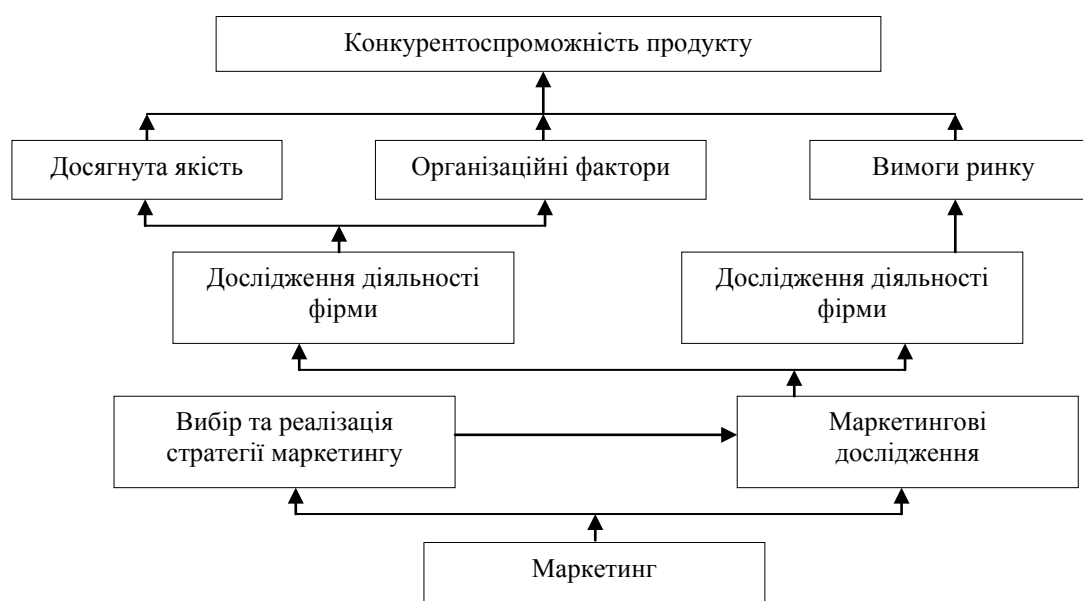 Конкурентоспроможність продукту
Досягнута якість
Організаційні фактори
Вимоги ринку
Дослідження діяльності
фірми
Дослідження діяльності
фірми
Вибір та реалізація
стратегії маркетингу
Маркетингові
дослідження
Маркетинг